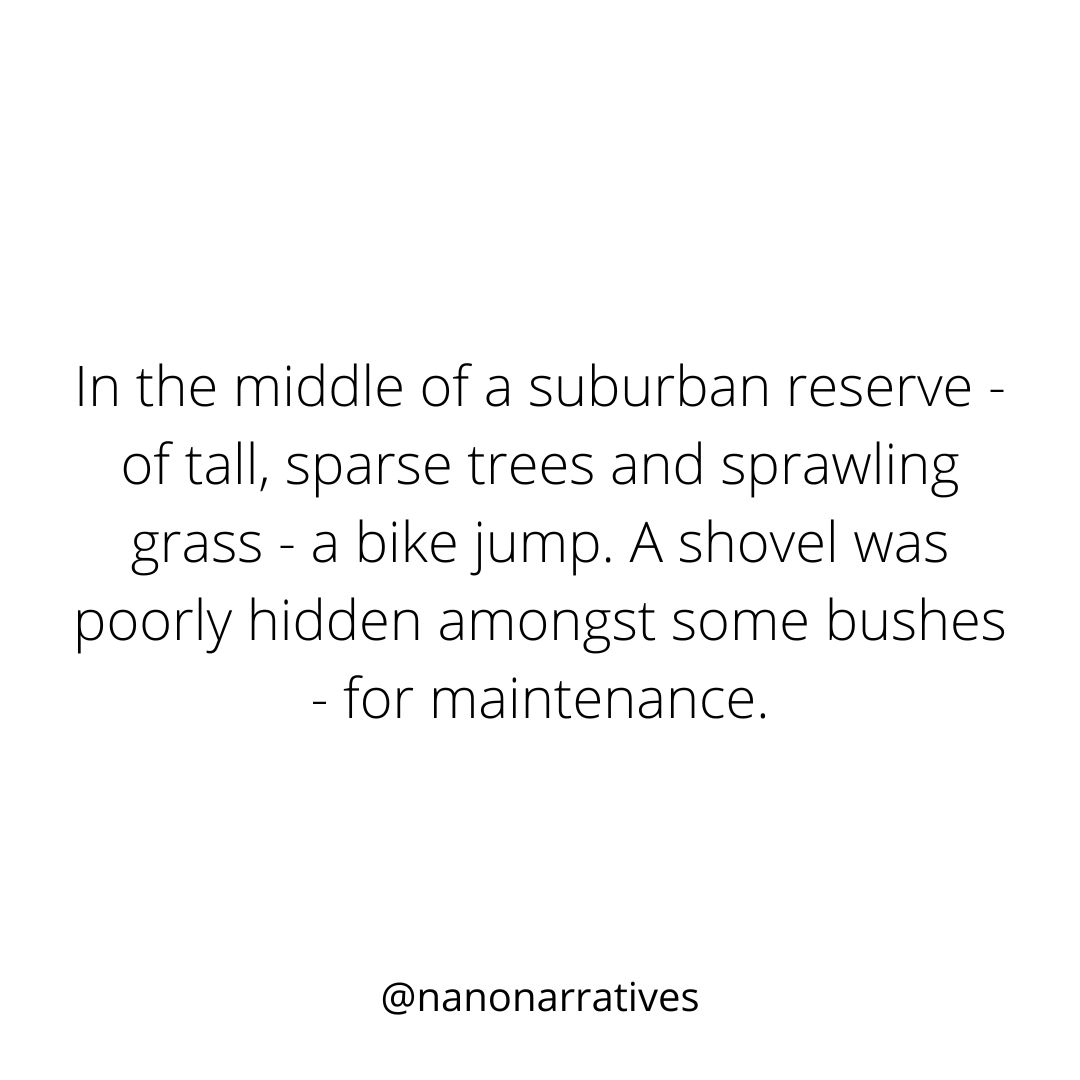 In the middle of a suburban reserve -
of tall, sparse trees and sprawling
grass - a bike jump. A shovel was
poorly hidden amongst some bushes
- for maintenance.
@nanonarratives